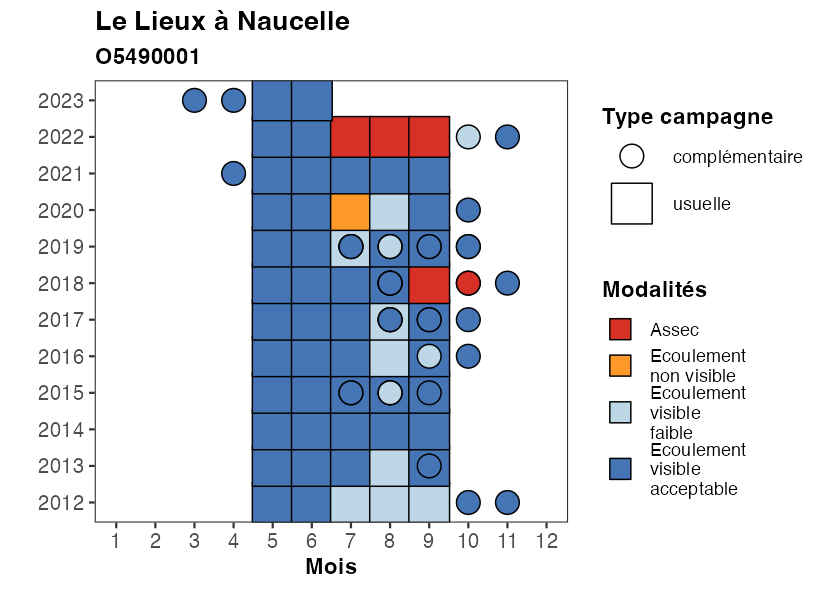 Le Lieux à Naucelle
O5490001
2023
2022
2021
2020
2019
2018
2017
2016
2015
2014
2013
2012
1 2 3 4 5 6 7 8 9 10 11 12
Mois
Type campagne
complémentaire
usuelle
Modalités
Assec
Ecoulement
non visible
Ecoulement
visible
faible
Ecoulement
visible
acceptable